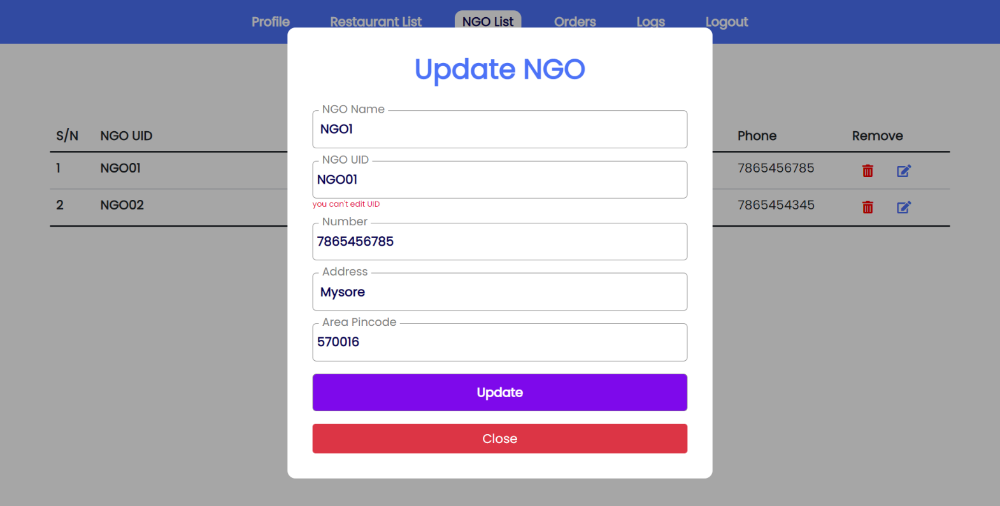 Profile Restaurant List NGO List Orders Logs Logout
Update NGO
NGO Name
NGO1
S/N NGO UID Phone Remove
NGO UID
1 NGO01 7865456785
NGO01
you can't edit UID
2 NGO02 7865454345
Number
7865456785
Address
Mysore
Area Pincode
570016
Update
Close